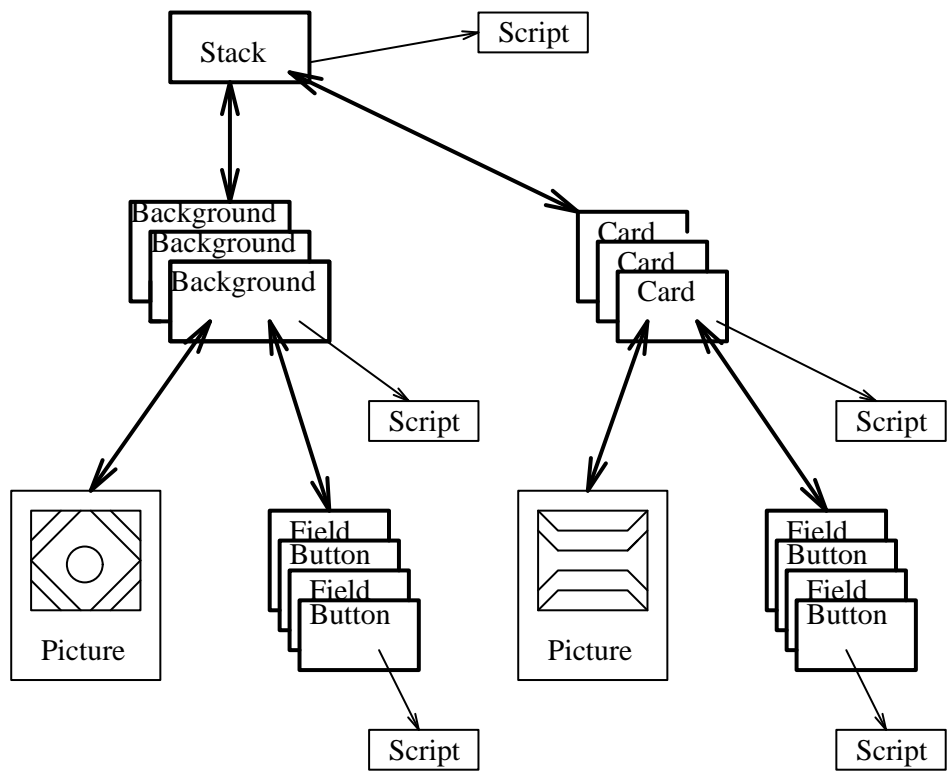 Script
Stack
Background
Background
Background
Card
Card
Card
Script
Script
Field
Button
Field
Button
Picture
Field
Button
Field
Button
Picture
Script
Script